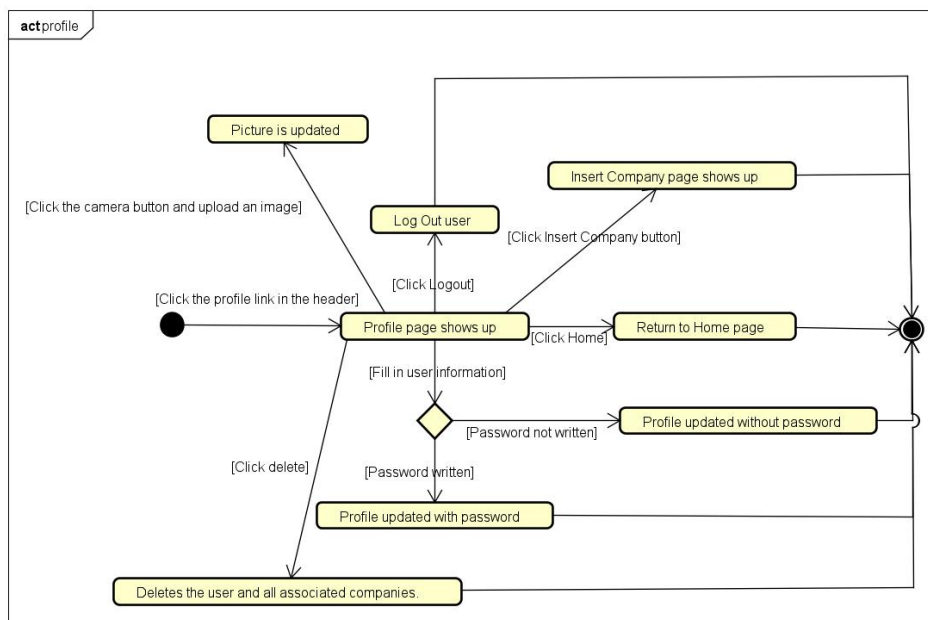 act profile
Picture is updated
Insert Company page shows up
[Click the camera button and upload an image]
Log Out user
[Click Insert Company button]
[Click Logout]
[Click the profile link in the header]
Profile page shows up
Return to Home page
[Click Home]
[Fill in user information]
Profile updated without password
[Password not written]
[Click delete]
[Password written]
Profile updated with password
Deletes the user and all associated companies.